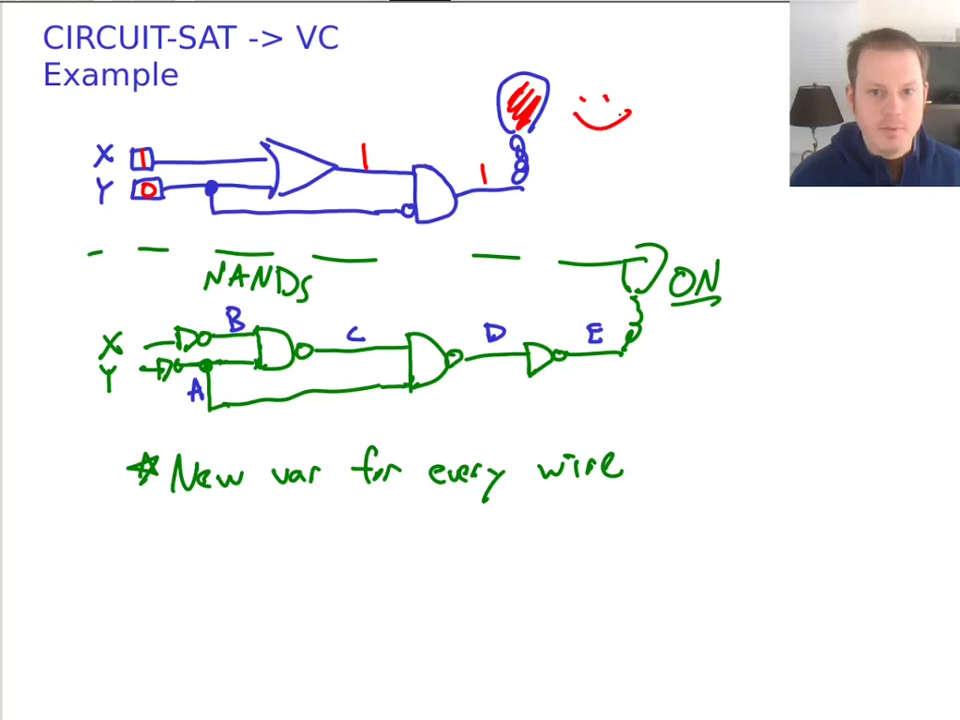 CIRCUIT-SAT -> VC
Example
X 1 1 1
Y 0
NANDS ON
X B C D E
Y A
* New var for every wire